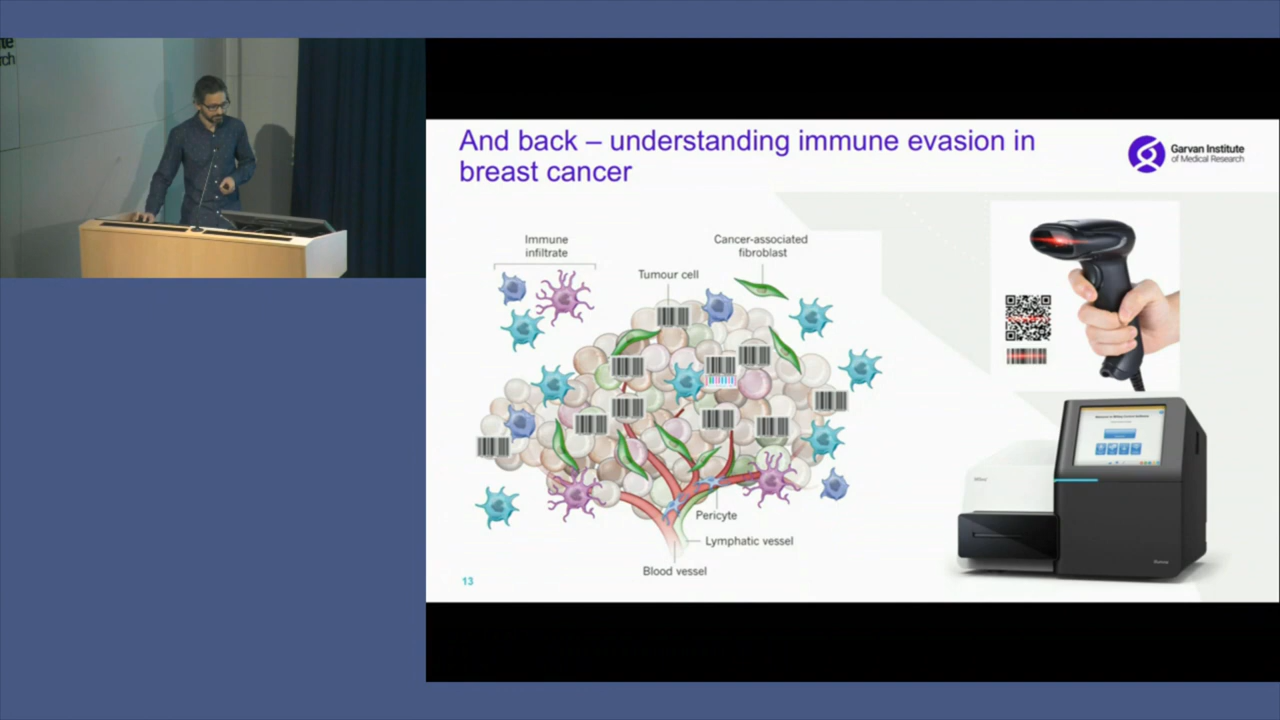 And back – understanding immune evasion in
breast cancer
Garvan Institute
of Medical Research
Immune
infiltrate
Cancer-associated
fibroblast
Tumour cell
Pericyte
Lymphatic vessel
Blood vessel
13